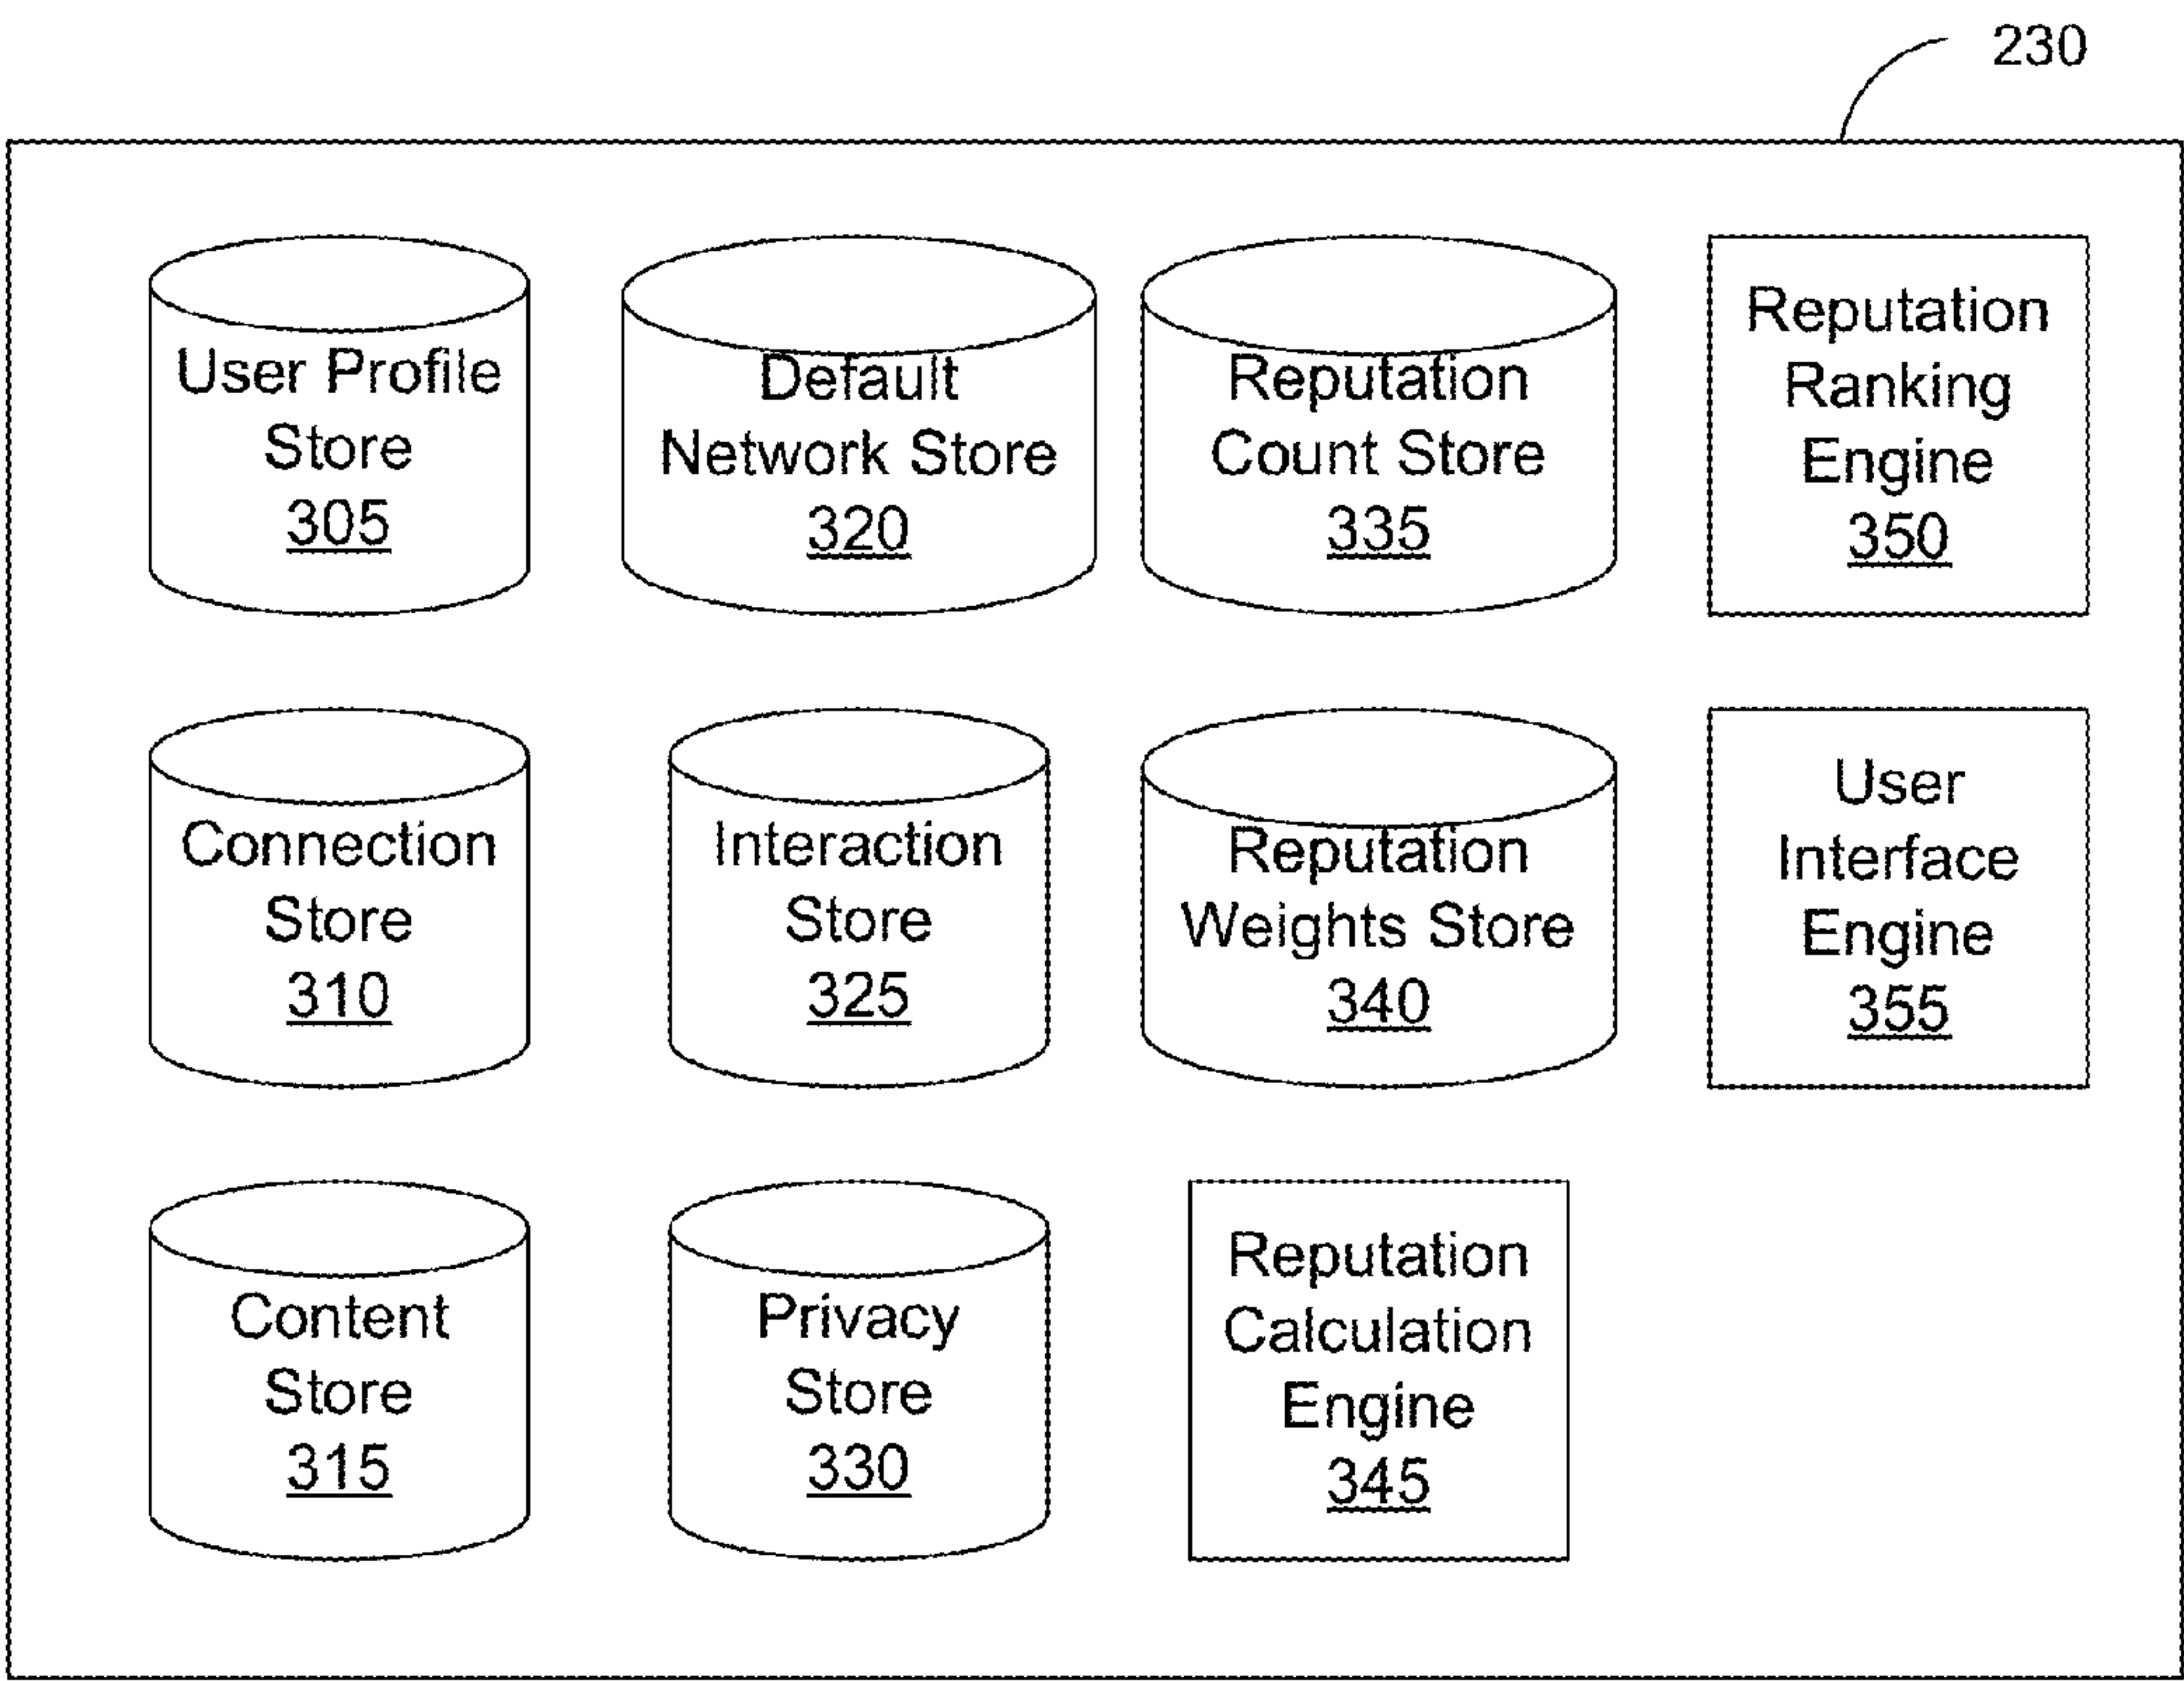 230
User Profile
Store
305
Default
Network Store
320
Reputation
Count Store
335
Reputation
Ranking
Engine
350
Connection
Store
310
Interaction
Store
325
Reputation
Weights Store
340
User
Interface
Engine
355
Content
Store
315
Privacy
Store
330
Reputation
Calculation
Engine
345